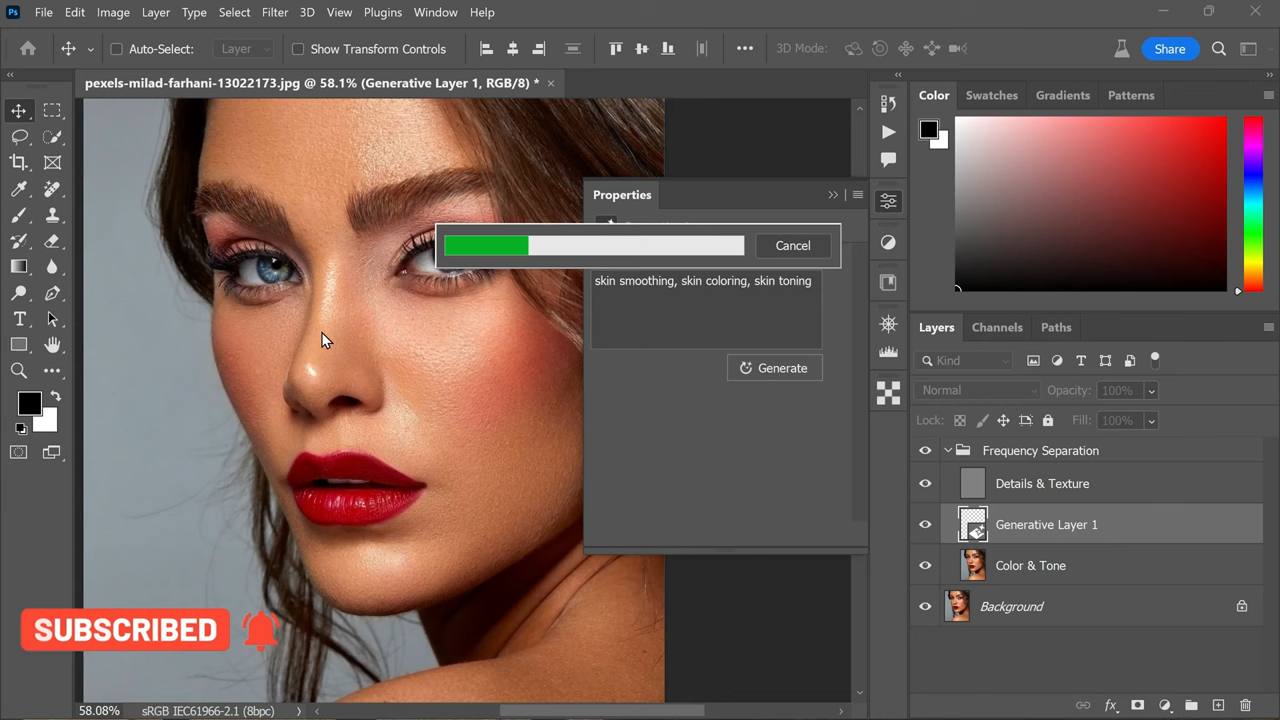 Ps File Edit Image Layer Type Select Filter 3D View Plugins Window Help
Auto-Select: Layer Show Transform Controls 3D Mode: Share
pexels-milad-farhani-13022173.jpg @ 58.1% (Generative Layer 1, RGB/8) *
Color Swatches Gradients Patterns
Properties
Cancel
skin smoothing, skin coloring, skin toning
Generate
Layers Channels Paths
Kind
Normal Opacity: 100%
Lock: Fill: 100%
Frequency Separation
Details & Texture
Generative Layer 1
Color & Tone
Background
SUBSCRIBED
58.08% sRGB IEC61966-2.1 (8bpc)
fx